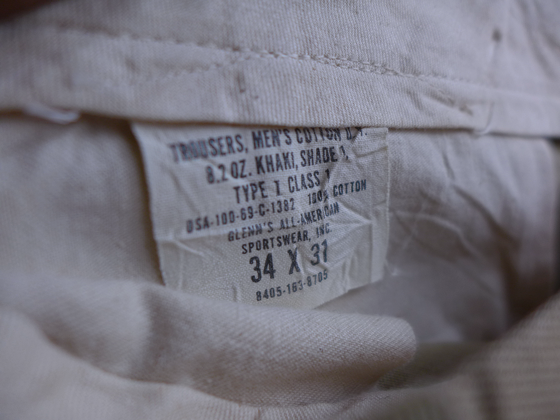 TROUSERS, MEN'S COTTON U.T.
8.2 OZ. KHAKI, SHADE 1,
TYPE I CLASS 1
DSA-100-69-C-1382 100% COTTON
GLENN'S ALL-AMERICAN
SPORTSWEAR, INC.
34 X 31
8405-163-8705